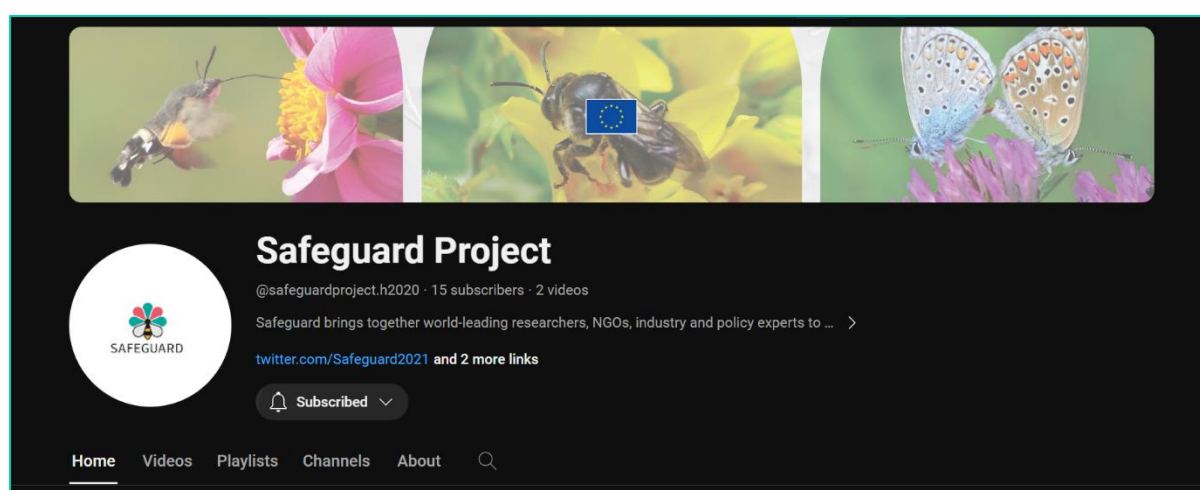 Safeguard Project
@safeguardproject.h2020 · 15 subscribers · 2 videos
Safeguard brings together world-leading researchers, NGOs, industry and policy experts to ...
SAFEGUARD
twitter.com/Safeguard2021 and 2 more links
Subscribed
Home Videos Playlists Channels About